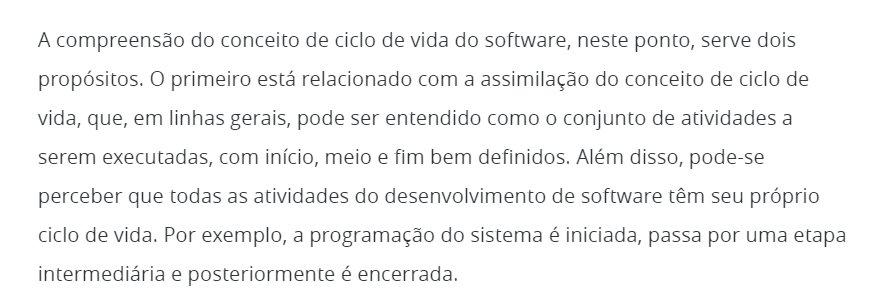 A compreensão do conceito de ciclo de vida do software, neste ponto, serve dois
propósitos. O primeiro está relacionado com a assimilação do conceito de ciclo de
vida, que, em linhas gerais, pode ser entendido como o conjunto de atividades a
serem executadas, com início, meio e fim bem definidos. Além disso, pode-se
perceber que todas as atividades do desenvolvimento de software têm seu próprio
ciclo de vida. Por exemplo, a programação do sistema é iniciada, passa por uma etapa
intermediária e posteriormente é encerrada.